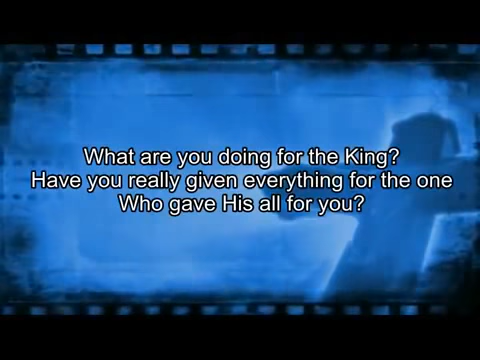 What are you doing for the King?
Have you really given everything for the one
Who gave His all for you?